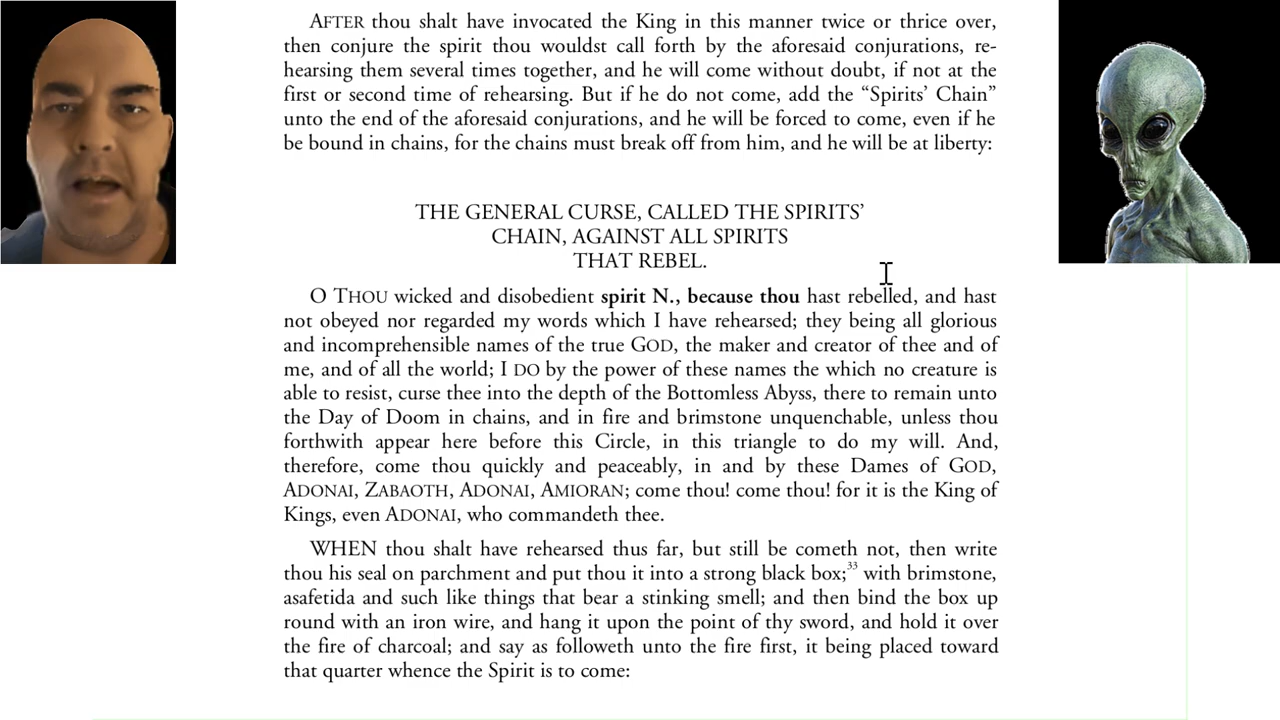 AFTER thou shalt have invocated the King in this manner twice or thrice over,
then conjure the spirit thou wouldst call forth by the aforesaid conjurations, re-
hearsing them several times together, and he will come without doubt, if not at the
first or second time of rehearsing. But if he do not come, add the “Spirits’ Chain”
unto the end of the aforesaid conjurations, and he will be forced to come, even if he
be bound in chains, for the chains must break off from him, and he will be at liberty:
THE GENERAL CURSE, CALLED THE SPIRITS’
CHAIN, AGAINST ALL SPIRITS
THAT REBEL.
O THOU wicked and disobedient spirit N., because thou hast rebelled, and hast
not obeyed nor regarded my words which I have rehearsed; they being all glorious
and incomprehensible names of the true GOD, the maker and creator of thee and of
me, and of all the world; I DO by the power of these names the which no creature is
able to resist, curse thee into the depth of the Bottomless Abyss, there to remain unto
the Day of Doom in chains, and in fire and brimstone unquenchable, unless thou
forthwith appear here before this Circle, in this triangle to do my will. And,
therefore, come thou quickly and peaceably, in and by these Dames of GOD,
ADONAI, ZABAOTH, ADONAI, AMIORAN; come thou! come thou! for it is the King of
Kings, even ADONAI, who commandeth thee.
WHEN thou shalt have rehearsed thus far, but still be cometh not, then write
thou his seal on parchment and put thou it into a strong black box;33 with brimstone,
asafetida and such like things that bear a stinking smell; and then bind the box up
round with an iron wire, and hang it upon the point of thy sword, and hold it over
the fire of charcoal; and say as followeth unto the fire first, it being placed toward
that quarter whence the Spirit is to come: